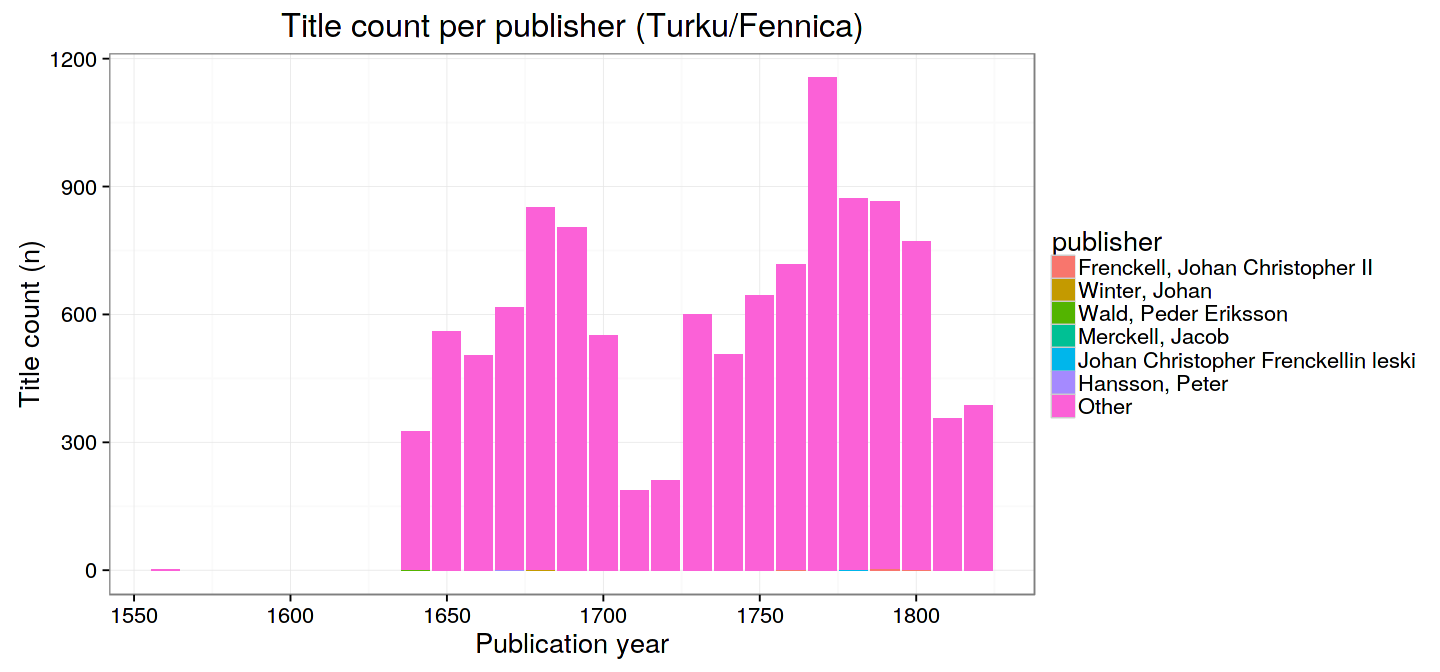 Title count per publisher (Turku/Fennica)
1200
900
600
300
0
Title count (n)
1550 1600 1650 1700 1750 1800
Publication year
publisher
Frenckell, Johan Christopher II
Winter, Johan
Wald, Peder Eriksson
Merckell, Jacob
Johan Christopher Frenckellin leski
Hansson, Peter
Other